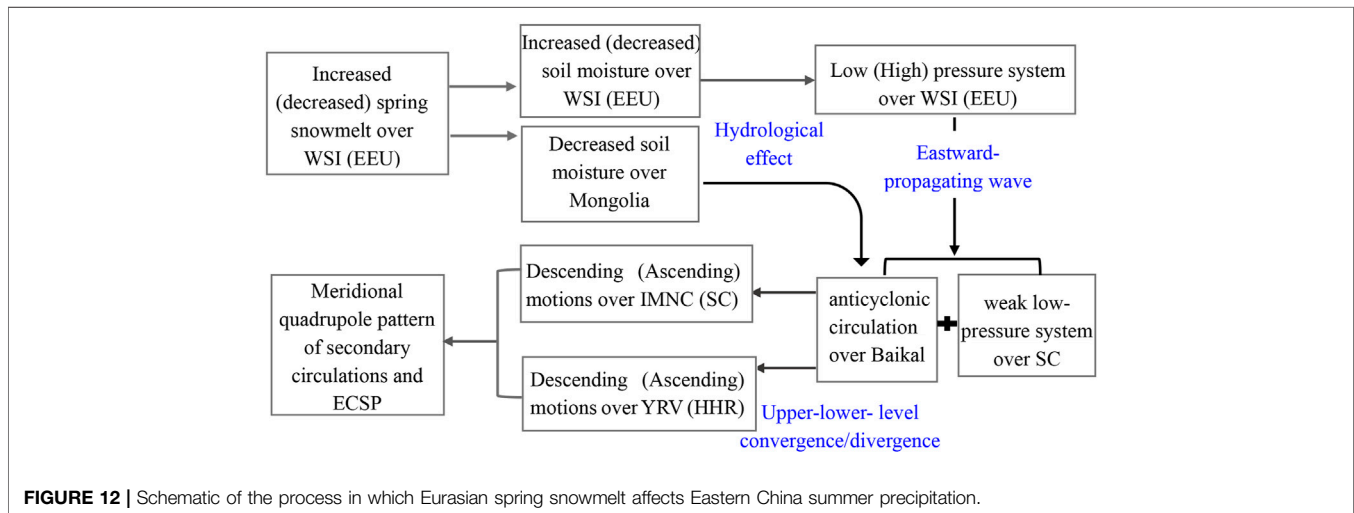 Increased
(decreased) spring
snowmelt over
WSI (EEU)
Increased (decreased)
soil moisture over
WSI (EEU)
Low (High) pressure system
over WSI (EEU)
Decreased soil
moisture over
Mongolia
Hydrological
effect
Eastward-
propagating wave
Meridional
quadrupole pattern
of secondary
circulations and
ECSP
Descending (Ascending)
motions over IMNC (SC)
Descending (Ascending)
motions over YRV (HHR)
anticyclonic
circulation
over Baikal
weak low-
pressure system
over SC
Upper-lower- level
convergence/divergence
FIGURE 12 | Schematic of the process in which Eurasian spring snowmelt affects Eastern China summer precipitation.